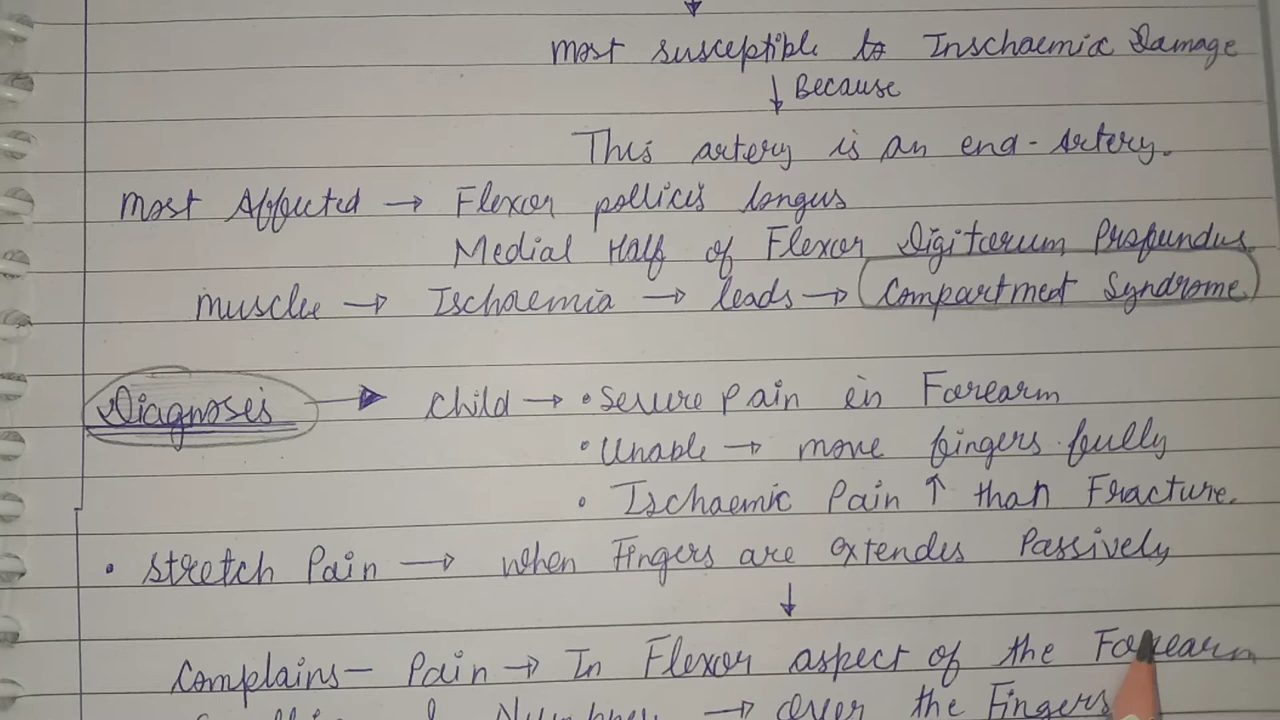 ↓
Most susceptible to Inschaemic Damage
↓ Because
This artery is an end-Artery.
Most Affected → Flexor pollicis longus
Medial Half of Flexor Digitorum Profundus
Muscle → Ischaemia → leads → Compartmet Syndrome
Diagnosis → Child → • Severe Pain in Forearm
• Unable → move fingers fully
• Ischaemic Pain ↑ than Fracture.
• Stretch Pain → when Fingers are extendes Passively
↓
Complains — Pain → In Flexor aspect of the Forearm
→ Over the Fingers